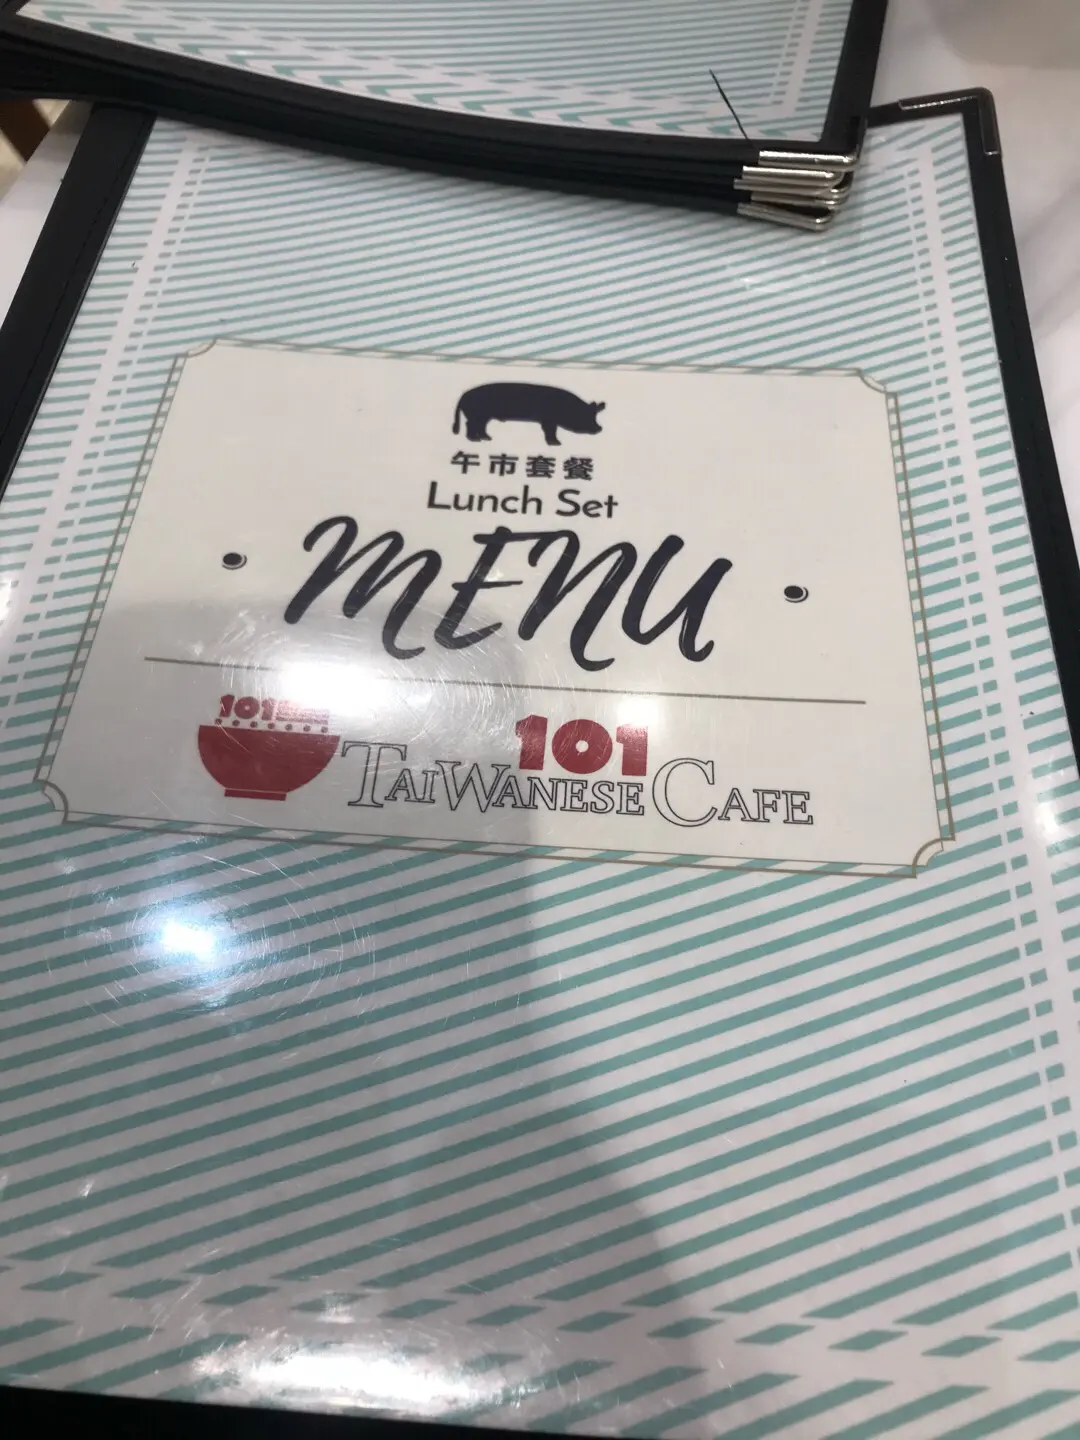 午市套餐
Lunch Set
MENU
101
101
TAIWANESE CAFE